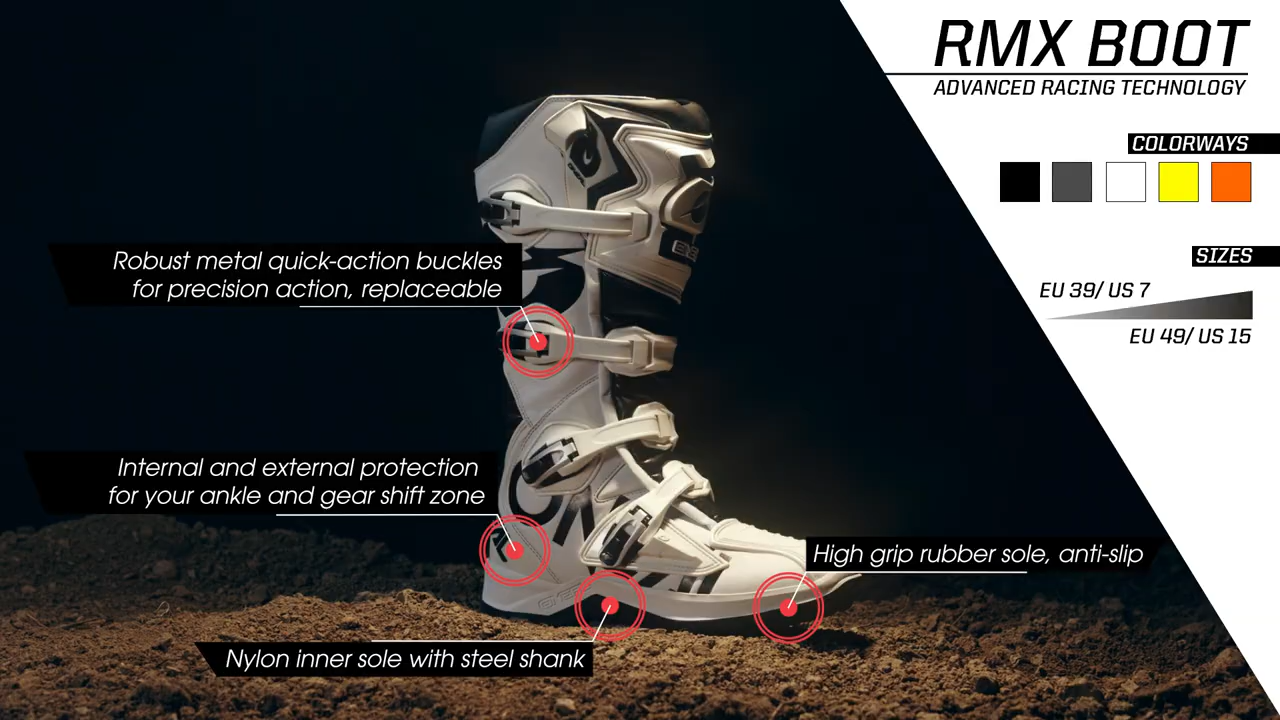 RMX BOOT
ADVANCED RACING TECHNOLOGY
COLORWAYS
SIZES
EU 39/ US 7
EU 49/ US 15
Robust metal quick-action buckles
for precision action, replaceable
Internal and external protection
for your ankle and gear shift zone
High grip rubber sole, anti-slip
Nylon inner sole with steel shank